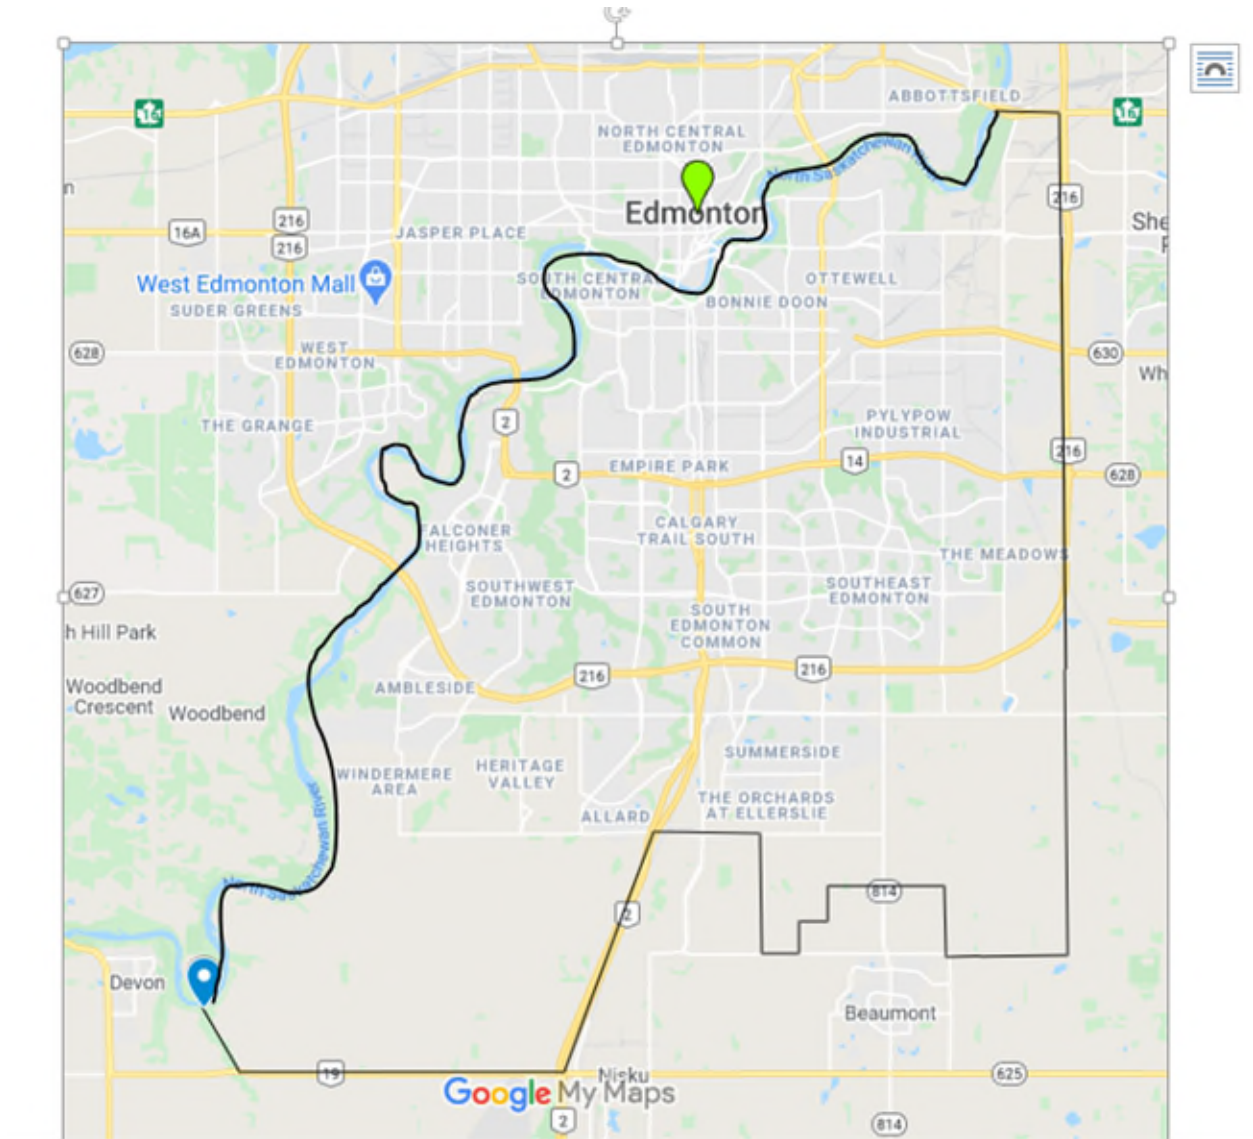 ABBOTTSFIELD
16
16
NORTH CENTRAL
EDMONTON
North Saskatchewan River
n
Edmonton
216
She
16A
216
216
JASPER PLACE
West Edmonton Mall
SUDER GREENS
SOUTH CENTRAL
EDMONTON
OTTEWELL
BONNIE DOON
628
WEST
EDMONTON
630
Wh
THE GRANGE
2
PYLYPOW
INDUSTRIAL
216
2
EMPIRE PARK
14
628
FALCONER
HEIGHTS
CALGARY
TRAIL SOUTH
THE MEADOWS
627
SOUTHWEST
EDMONTON
SOUTHEAST
EDMONTON
SOUTH
EDMONTON
COMMON
h Hill Park
216
216
Woodbend
Crescent
Woodbend
AMBLESIDE
WINDERMERE
AREA
HERITAGE
VALLEY
SUMMERSIDE
ALLARD
THE ORCHARDS
AT ELLERSLIE
North Saskatchewan River
814
2
Devon
Beaumont
19
Nisku
625
Google My Maps
2
814